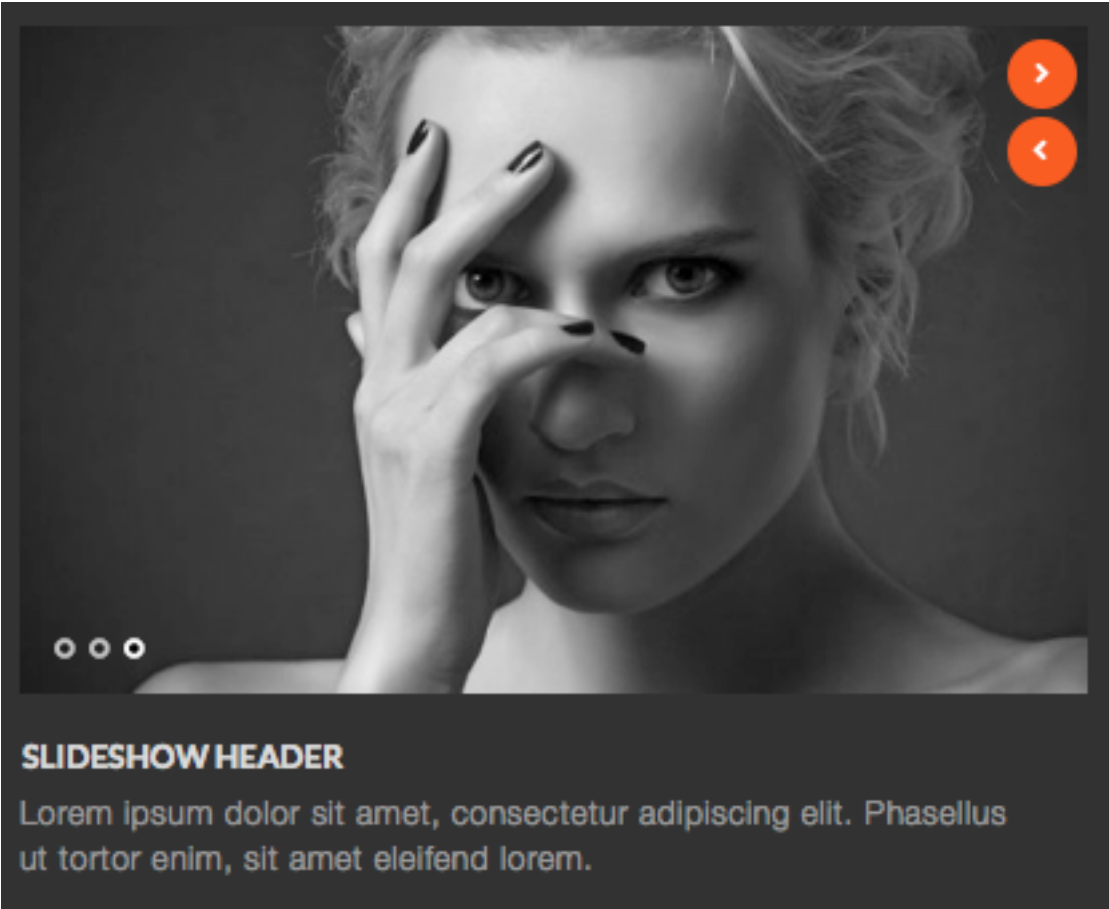 SLIDESHOW HEADER
Lorem ipsum dolor sit amet, consectetur adipiscing elit. Phasellus
ut tortor enim, sit amet eleifend lorem.